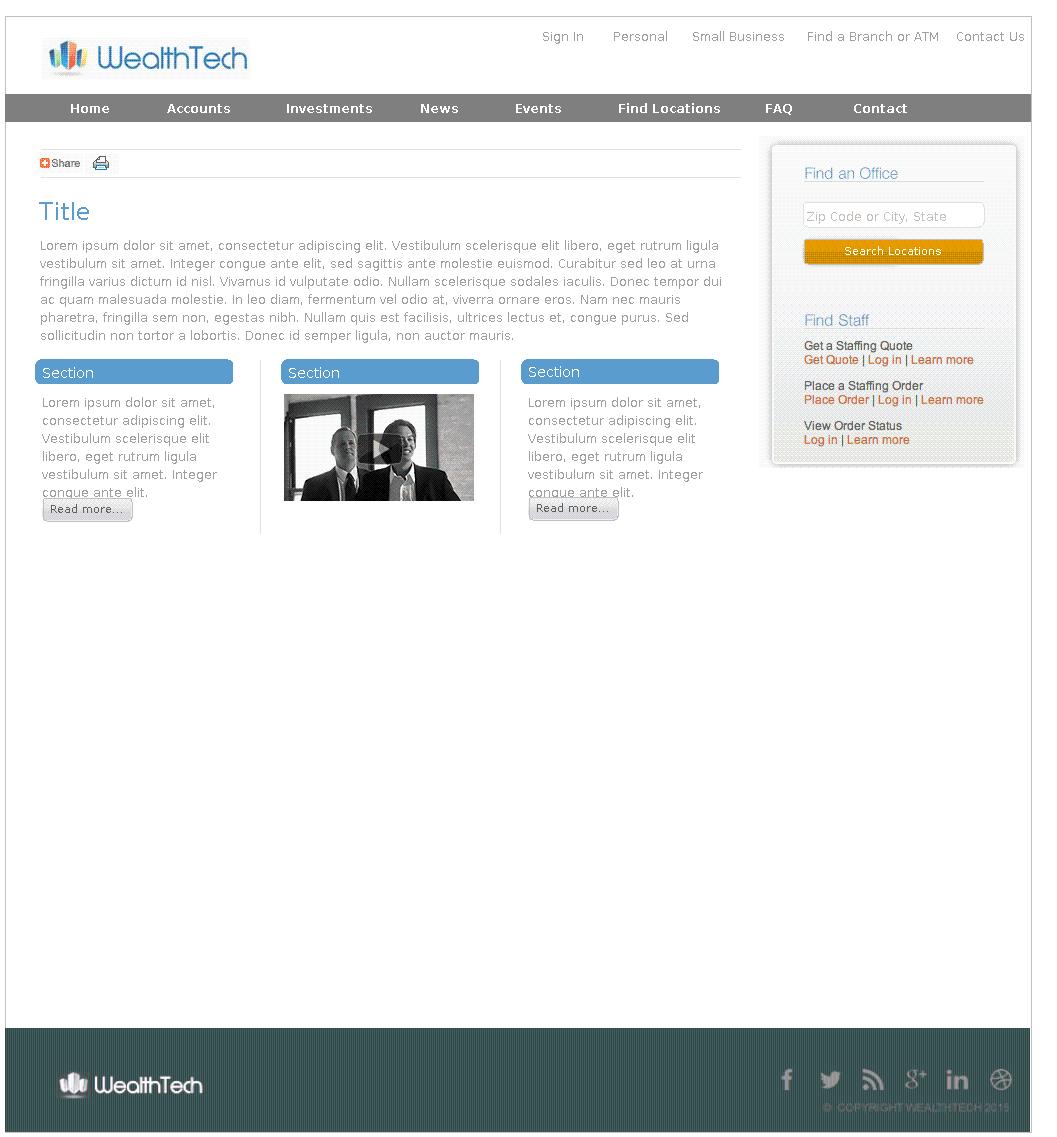 WealthTech
Sign In Personal Small Business Find a Branch or ATM Contact Us
Home Accounts Investments News Events Find Locations FAQ Contact
Share
Title
Lorem ipsum dolor sit amet, consectetur adipiscing elit. Vestibulum scelerisque elit libero, eget rutrum ligula
vestibulum sit amet. Integer congue ante elit, sed sagittis ante molestie euismod. Curabitur sed leo at urna
fringilla varius dictum id nisl. Vivamus id vulputate odio. Nullam scelerisque sodales iaculis. Donec tempor dui
ac quam malesuada molestie. In leo diam, fermentum vel odio at, viverra ornare eros. Nam nec mauris
pharetra, fringilla sem non, egestas nibh. Nullam quis est facilisis, ultrices lectus et, congue purus. Sed
sollicitudin non tortor a lobortis. Donec id semper ligula, non auctor mauris.
Section
Lorem ipsum dolor sit amet,
consectetur adipiscing elit.
Vestibulum scelerisque elit
libero, eget rutrum ligula
vestibulum sit amet. Integer
congue ante elit.
Read more...
Section
Section
Lorem ipsum dolor sit amet,
consectetur adipiscing elit.
Vestibulum scelerisque elit
libero, eget rutrum ligula
vestibulum sit amet. Integer
congue ante elit.
Read more...
Find an Office
Zip Code or City, State
Search Locations
Find Staff
Get a Staffing Quote
Get Quote | Log in | Learn more
Place a Staffing Order
Place Order | Log in | Learn more
View Order Status
Log in | Learn more
WealthTech
© COPYRIGHT WEALTHTECH 2015